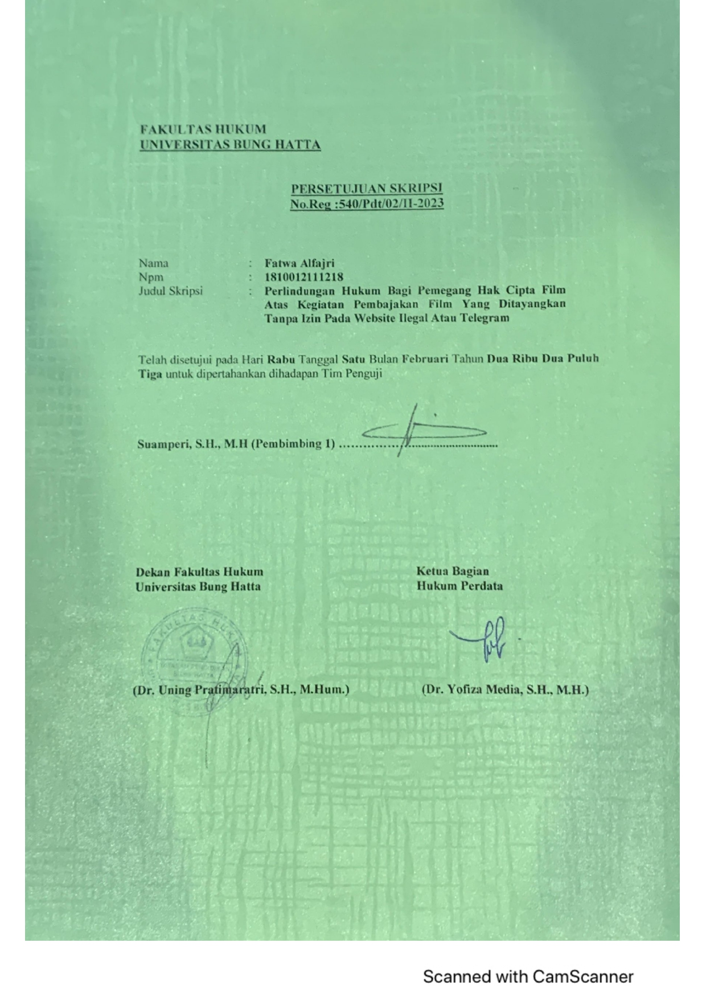 FAKULTAS HUKUM
UNIVERSITAS BUNG HATTA
PERSETUJUAN SKRIPSI
No.Reg :540/Pdt/02/II-2023
Nama : Fatwa Alfajri
Npm : 1810012111218
Judul Skripsi : Perlindungan Hukum Bagi Pemegang Hak Cipta Film
Atas Kegiatan Pembajakan Film Yang Ditayangkan
Tanpa Izin Pada Website Ilegal Atau Telegram
Telah disetujui pada Hari Rabu Tanggal Satu Bulan Februari Tahun Dua Ribu Dua Puluh
Tiga untuk dipertahankan dihadapan Tim Penguji
Suamperi, S.H., M.H (Pembimbing 1) ........................................
Dekan Fakultas Hukum
Universitas Bung Hatta
Ketua Bagian
Hukum Perdata
FAKULTAS HUKUM
(Dr. Uning Pratimaratri, S.H., M.Hum.)
(Dr. Yofiza Media, S.H., M.H.)
Scanned with CamScanner